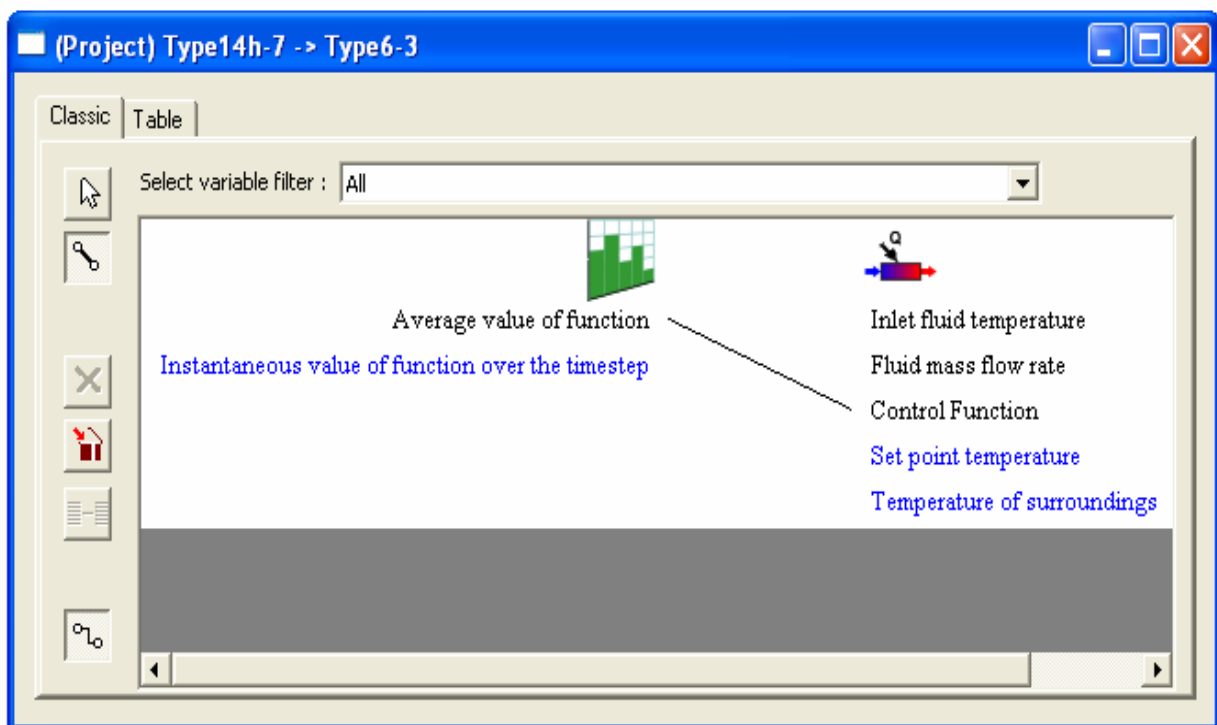 (Project) Type14h-7 -> Type6-3
Classic
Table
Select variable filter :
All
Q
Average value of function
Instantaneous value of function over the timestep
Inlet fluid temperature
Fluid mass flow rate
Control Function
Set point temperature
Temperature of surroundings